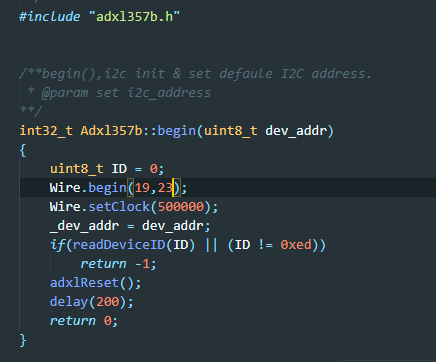 #include "adxl357b.h"
/**begin(),i2c init & set defaule I2C address.
* @param set i2c_address
**/
int32_t Adxl357b::begin(uint8_t dev_addr)
{
uint8_t ID = 0;
Wire.begin(19,23);
Wire.setClock(500000);
_dev_addr = dev_addr;
if(readDeviceID(ID) || (ID != 0xed))
return -1;
adxlReset();
delay(200);
return 0;
}